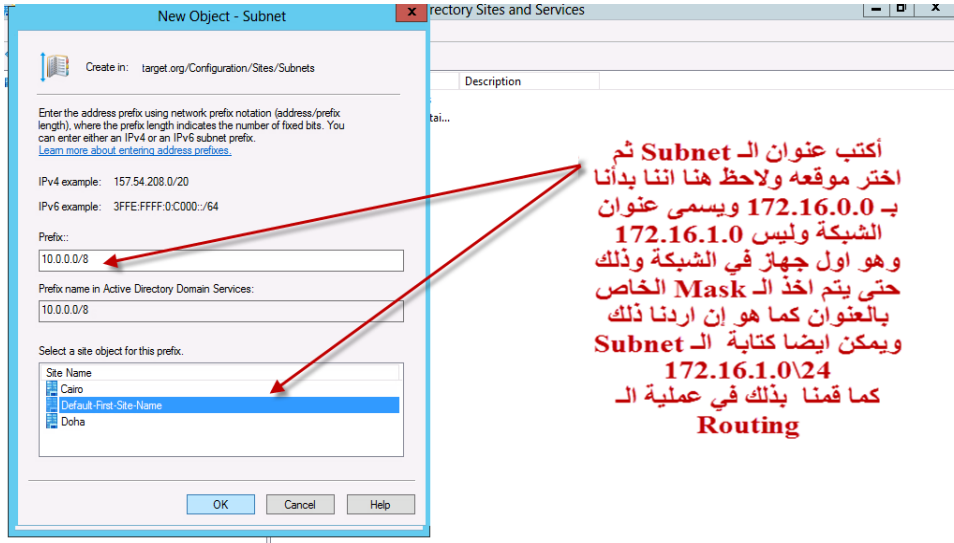 New Object - Subnet
x
rectory Sites and Services
x
Create in: target.org/Configuration/Sites/Subnets
Description
tai...
Enter the address prefix using network prefix notation (address/prefix
length), where the prefix length indicates the number of fixed bits. You
can enter either an IPv4 or an IPv6 subnet prefix.
Learn more about entering address prefixes.
IPv4 example: 157.54.208.0/20
IPv6 example: 3FFE:FFFF:0:C000::/64
Prefix::
10.0.0.0/8
Prefix name in Active Directory Domain Services:
10.0.0.0/8
Select a site object for this prefix.
Site Name
Cairo
Default-First-Site-Name
Doha
OK
Cancel
Help
أكتب عنوان الـ Subnet ثم
اختر موقعه ولاحظ هنا اننا بدأنا
بـ 172.16.0.0 ويسمى عنوان
الشبكة وليس 172.16.1.0
وهو اول جهاز في الشبكة وذلك
حتى يتم اخذ الـ Mask الخاص
بالعنوان كما هو إن اردنا ذلك
ويمكن ايضا كتابة الـ Subnet
172.16.1.0\24
كما قمنا بذلك في عملية الـ
Routing